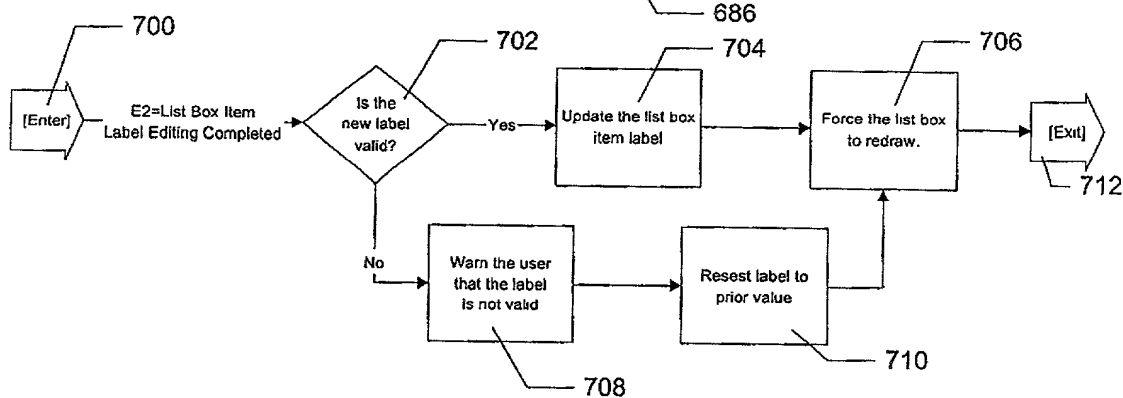 686
700
702
704
706
[Enter]
E2=List Box Item
Label Editing Completed
Is the
new label
valid?
Yes
Update the list box
item label
Force the list box
to redraw.
[Exit]
712
No
Warn the user
that the label
is not valid
Resest label to
prior value
708
710